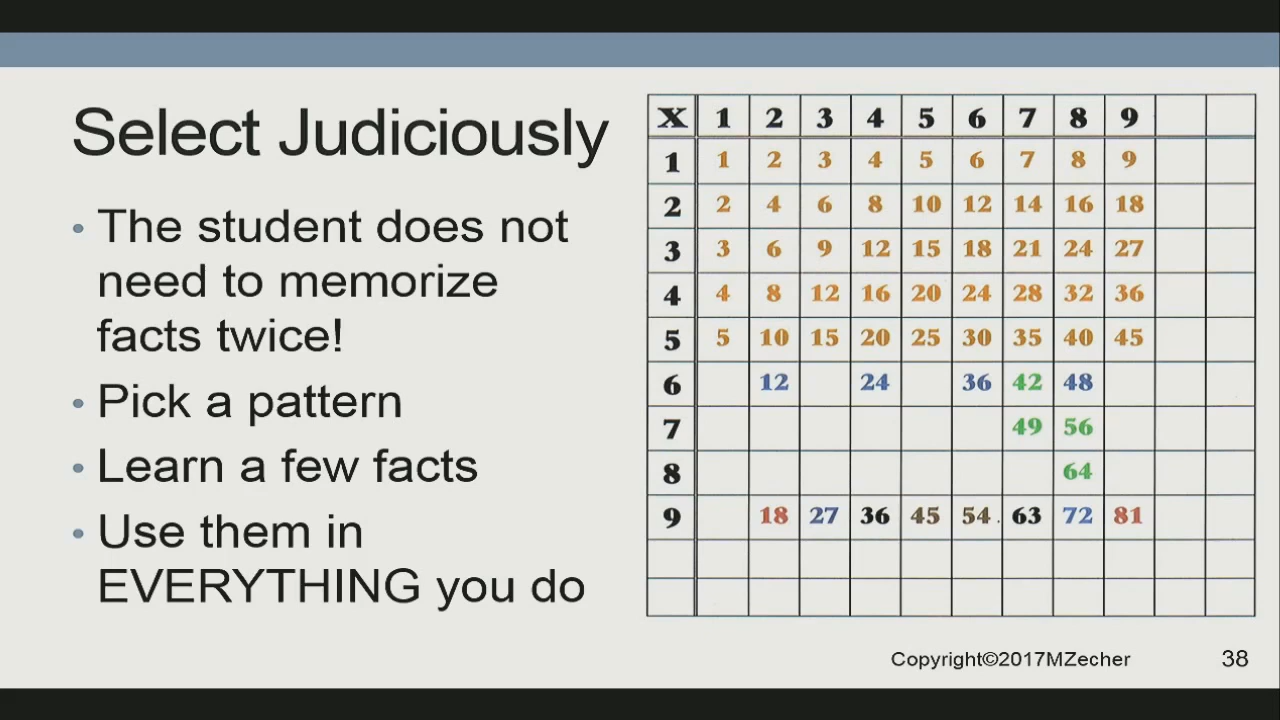 Select Judiciously
• The student does not
need to memorize
facts twice!
• Pick a pattern
• Learn a few facts
• Use them in
EVERYTHING you do
X 1 2 3 4 5 6 7 8 9
1 1 2 3 4 5 6 7 8 9
2 2 4 6 8 10 12 14 16 18
3 3 6 9 12 15 18 21 24 27
4 4 8 12 16 20 24 28 32 36
5 5 10 15 20 25 30 35 40 45
6 12 24 36 42 48
7 49 56
8 64
9 18 27 36 45 54 63 72 81
Copyright©2017MZecher 38